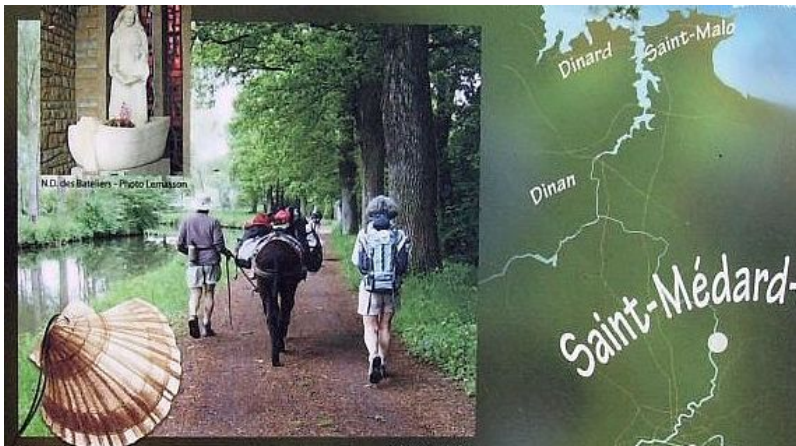 N.D. des Bateliers - Photo Lemasson
Dinard
Saint-Malo
Dinan
Saint-Médard-